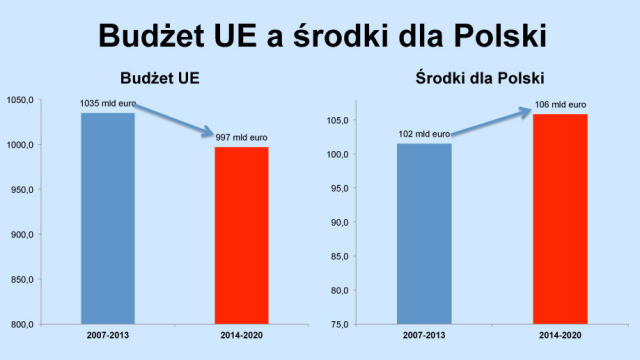 Budżet UE a środki dla Polski
Budżet UE
1050,0
1000,0
950,0
900,0
850,0
800,0
1035 mld euro
997 mld euro
2007-2013
2014-2020
Środki dla Polski
105,0
100,0
95,0
90,0
85,0
80,0
75,0
102 mld euro
106 mld euro
2007-2013
2014-2020